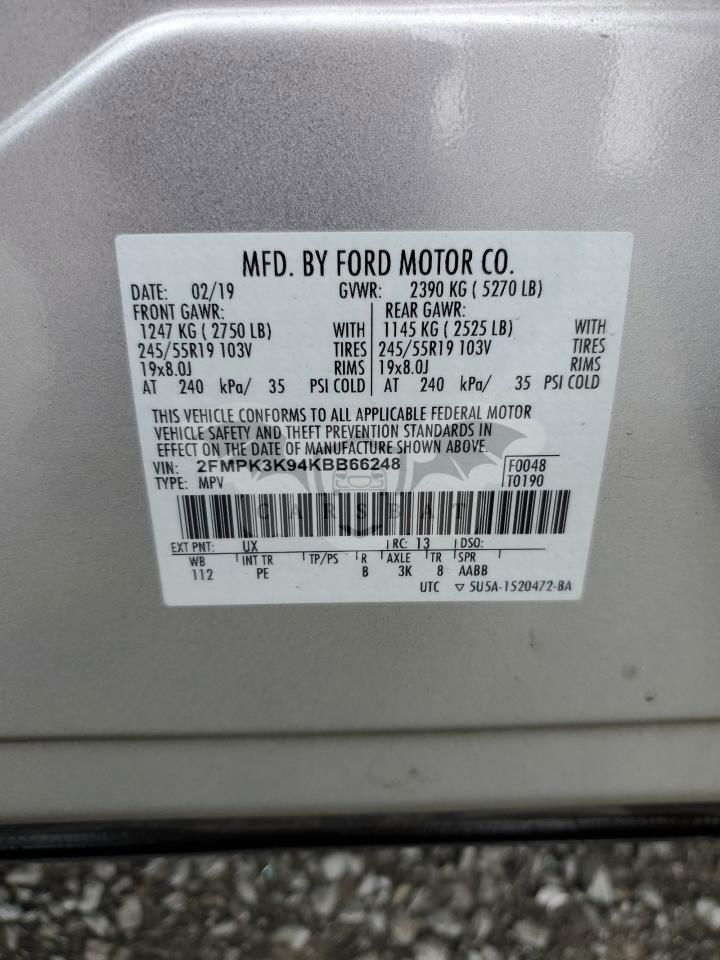 MFD. BY FORD MOTOR CO.
DATE: 02/19 GVWR: 2390 KG ( 5270 LB)
FRONT GAWR: REAR GAWR:
1247 KG ( 2750 LB) WITH 1145 KG ( 2525 LB) WITH
245/55R19 103V TIRES 245/55R19 103V TIRES
19x8.0J RIMS 19x8.0J RIMS
AT 240 kPa/ 35 PSI COLD AT 240 kPa/ 35 PSI COLD
THIS VEHICLE CONFORMS TO ALL APPLICABLE FEDERAL MOTOR
VEHICLE SAFETY AND THEFT PREVENTION STANDARDS IN
EFFECT ON THE DATE OF MANUFACTURE SHOWN ABOVE.
VIN: 2FMPK3K94KBB66248 F0048
TYPE: MPV T0190
CARSBAT
EXT PNT: UX RC: 13 DSO:
WB INT TR TP/PS R AXLE TR SPR
112 PE B 3K 8 AABB
UTC ▽ 5U5A-1520472-BA